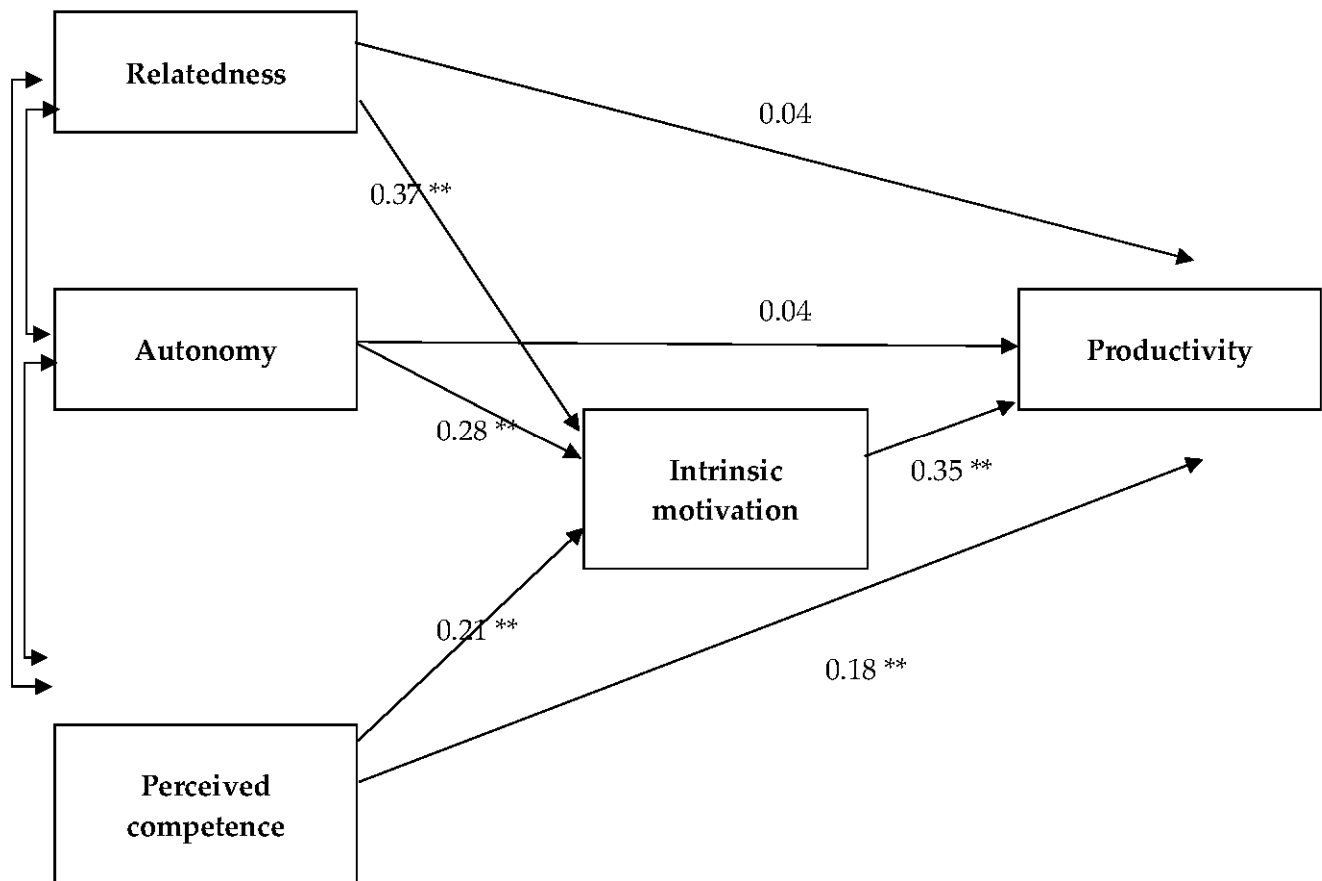 Relatedness
0.04
0.37 **
Autonomy
0.04
Productivity
0.28 **
Intrinsic
motivation
0.35 **
0.21 **
0.18 **
Perceived
competence